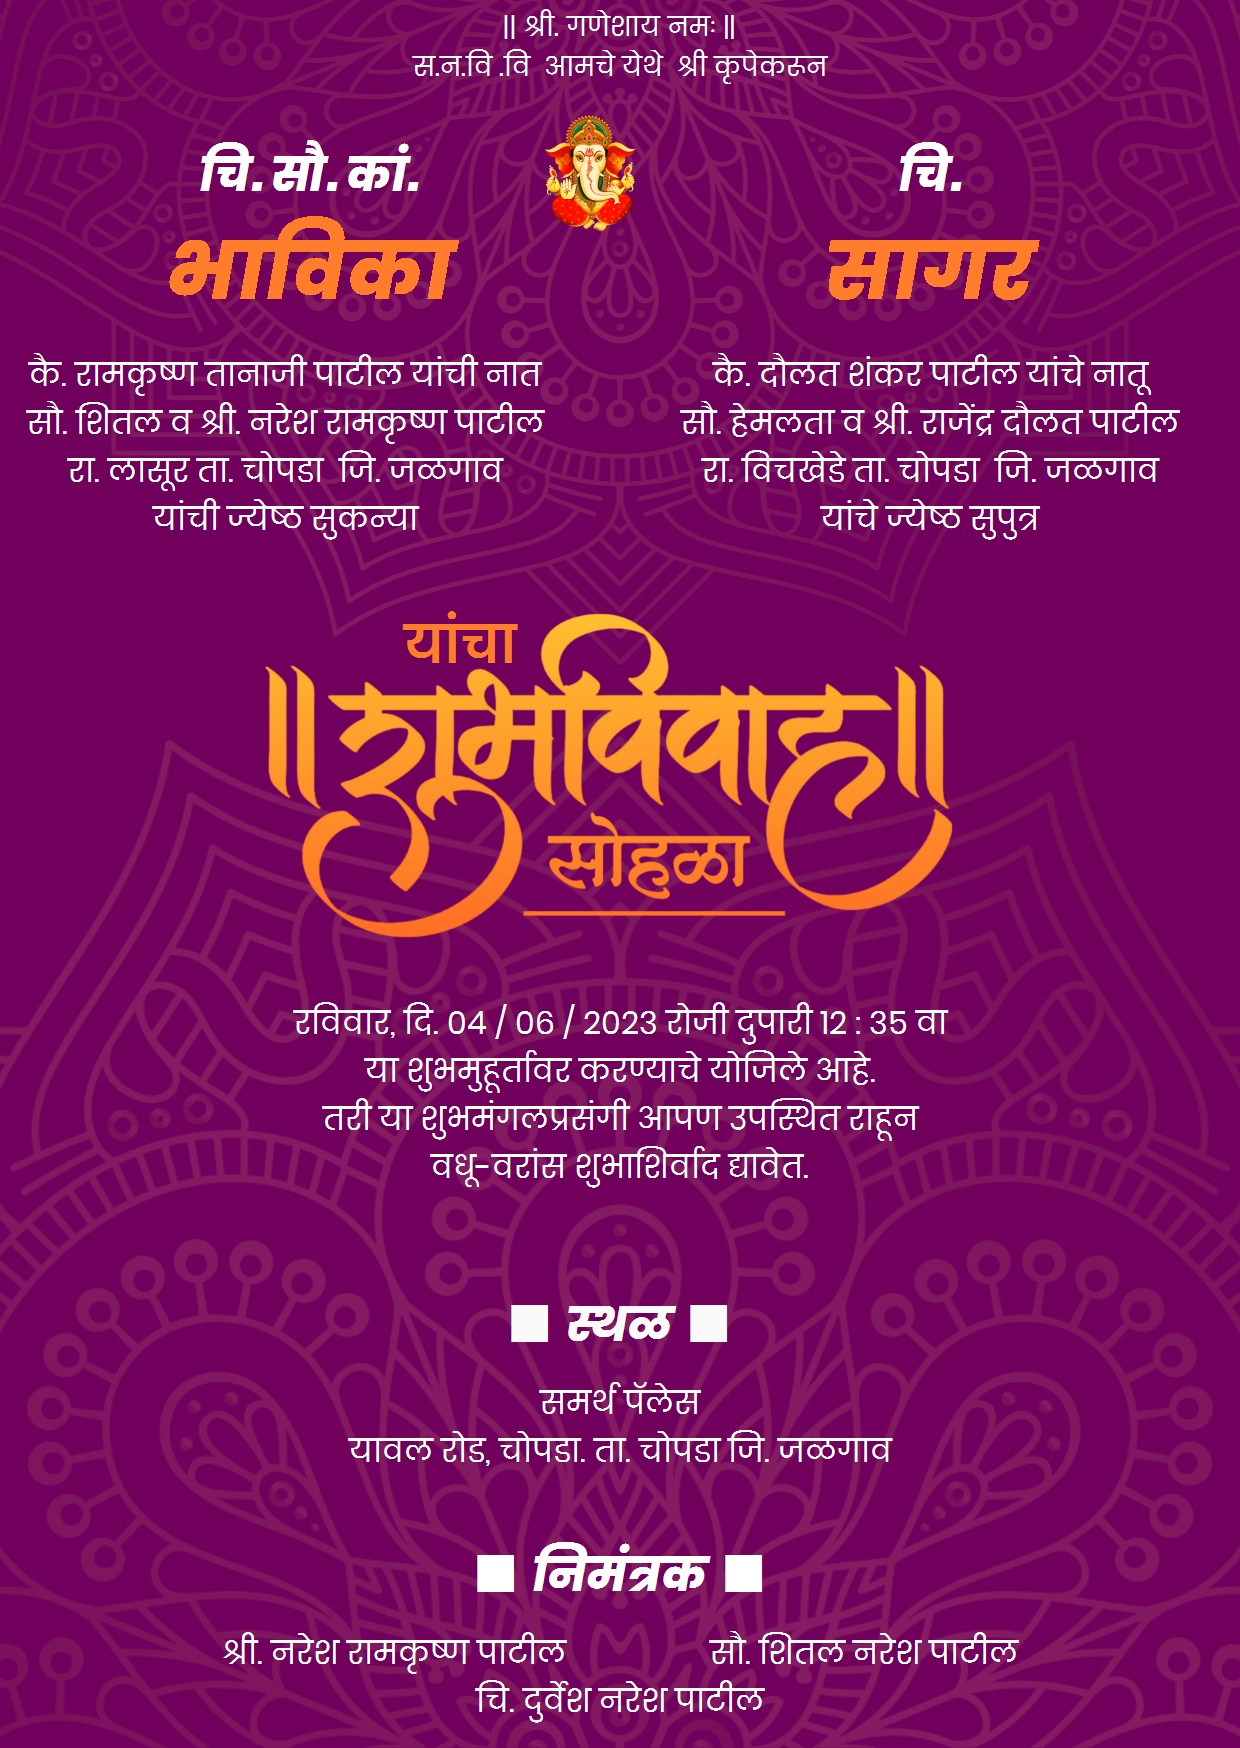 || श्री. गणेशाय नमः ||
स.न.वि .वि आमचे येथे श्री कृपेकरून
चि. सौ. कां.
भाविका
कै. रामकृष्ण तानाजी पाटील यांची नात
सौ. शितल व श्री. नरेश रामकृष्ण पाटील
रा. लासूर ता. चोपडा जि. जळगाव
यांची ज्येष्ठ सुकन्या
चि.
सागर
कै. दौलत शंकर पाटील यांचे नातू
सौ. हेमलता व श्री. राजेंद्र दौलत पाटील
रा. विचखेडे ता. चोपडा जि. जळगाव
यांचे ज्येष्ठ सुपुत्र
यांचा
॥ शुभविवाह ॥
सोहळा
रविवार, दि. 04 / 06 / 2023 रोजी दुपारी 12 : 35 वा
या शुभमुहूर्तावर करण्याचे योजिले आहे.
तरी या शुभमंगलप्रसंगी आपण उपस्थित राहून
वधू-वरांस शुभाशिर्वाद द्यावेत.
■ स्थळ ■
समर्थ पॅलेस
यावल रोड, चोपडा. ता. चोपडा जि. जळगाव
■ निमंत्रक ■
श्री. नरेश रामकृष्ण पाटील सौ. शितल नरेश पाटील
चि. दुर्वेश नरेश पाटील